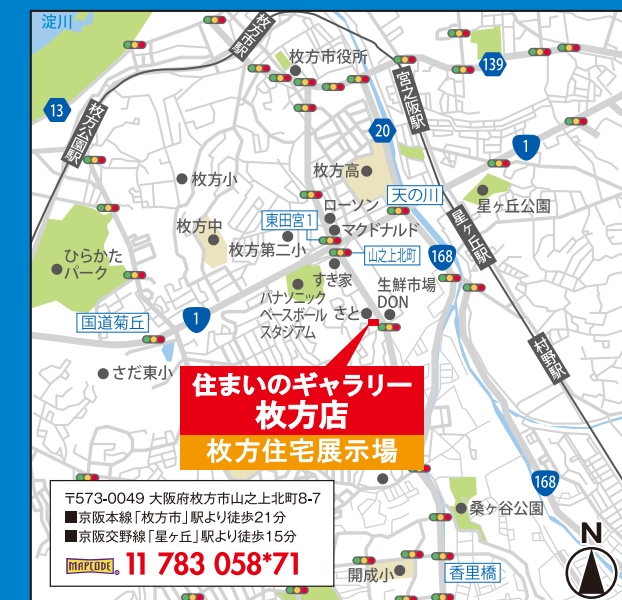 淀川
枚方市駅
枚方市役所
139
宮之阪駅
13
枚方公園駅
20
1
枚方高
枚方小
天の川
星ヶ丘公園
ローソン
東田宮1
マクドナルド
枚方中
枚方第二小
山之上北町
168
星ヶ丘駅
ひらかた
パーク
すき家
生鮮市場
DON
パナソニック
ベースボール
スタジアム
さと
国道菊丘
1
村野駅
さだ東小
住まいのギャラリー
枚方店
枚方住宅展示場
168
〒573-0049 大阪府枚方市山之上北町8-7
■京阪本線「枚方市」駅より徒歩21分
■京阪交野線「星ヶ丘」駅より徒歩15分
MAPCODE® 11 783 058*71
桑ヶ谷公園
N
開成小
香里橋